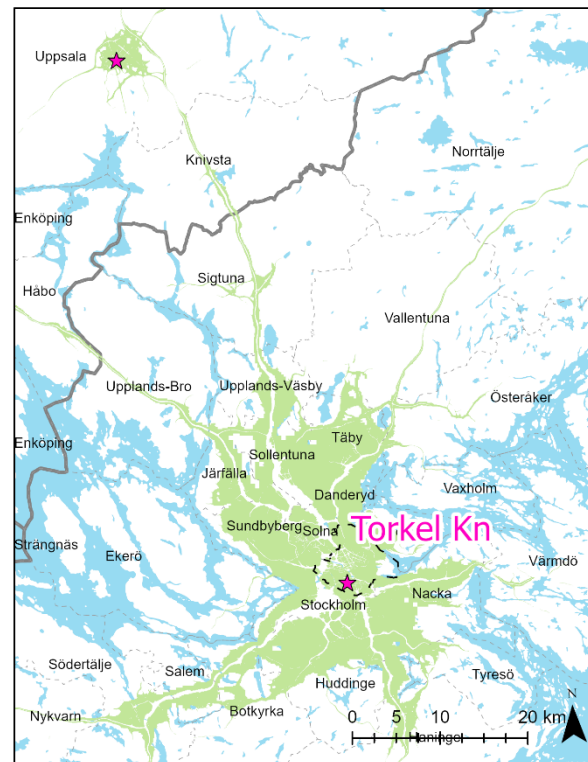 Uppsala
Knivsta
Norrtälje
Enköping
Sigtuna
Håbo
Vallentuna
Upplands-Bro
Upplands-Väsby
Österåker
Täby
Enköping
Sollentuna
Järfälla
Danderyd
Vaxholm
Sundbyberg
Solna
Torkel Kn
Strängnäs
Ekerö
Värmdö
Nacka
Stockholm
Södertälje
Salem
Tyresö
Huddinge
Botkyrka
Nykvarn
N
0 5 10 20 km
Haninge